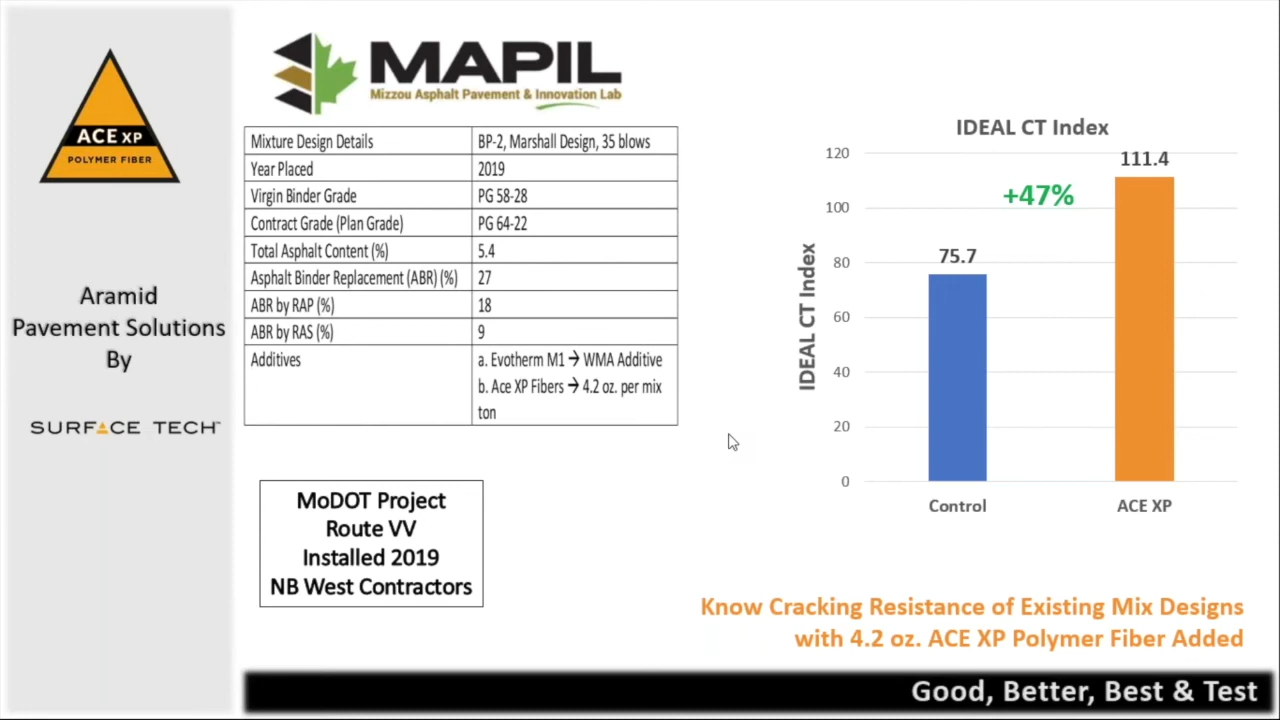 ACE XP
POLYMER FIBER
Aramid
Pavement Solutions
By
SURFACE TECH™
MAPIL
Mizzou Asphalt Pavement & Innovation Lab
Mixture Design Details BP-2, Marshall Design, 35 blows
Year Placed 2019
Virgin Binder Grade PG 58-28
Contract Grade (Plan Grade) PG 64-22
Total Asphalt Content (%) 5.4
Asphalt Binder Replacement (ABR) (%) 27
ABR by RAP (%) 18
ABR by RAS (%) 9
Additives a. Evotherm M1 → WMA Additive
b. Ace XP Fibers → 4.2 oz. per mix
ton
MoDOT Project
Route VV
Installed 2019
NB West Contractors
IDEAL CT Index
IDEAL CT Index
120
100
80
60
40
20
0
75.7
+47%
111.4
Control
ACE XP
Know Cracking Resistance of Existing Mix Designs
with 4.2 oz. ACE XP Polymer Fiber Added
Good, Better, Best & Test